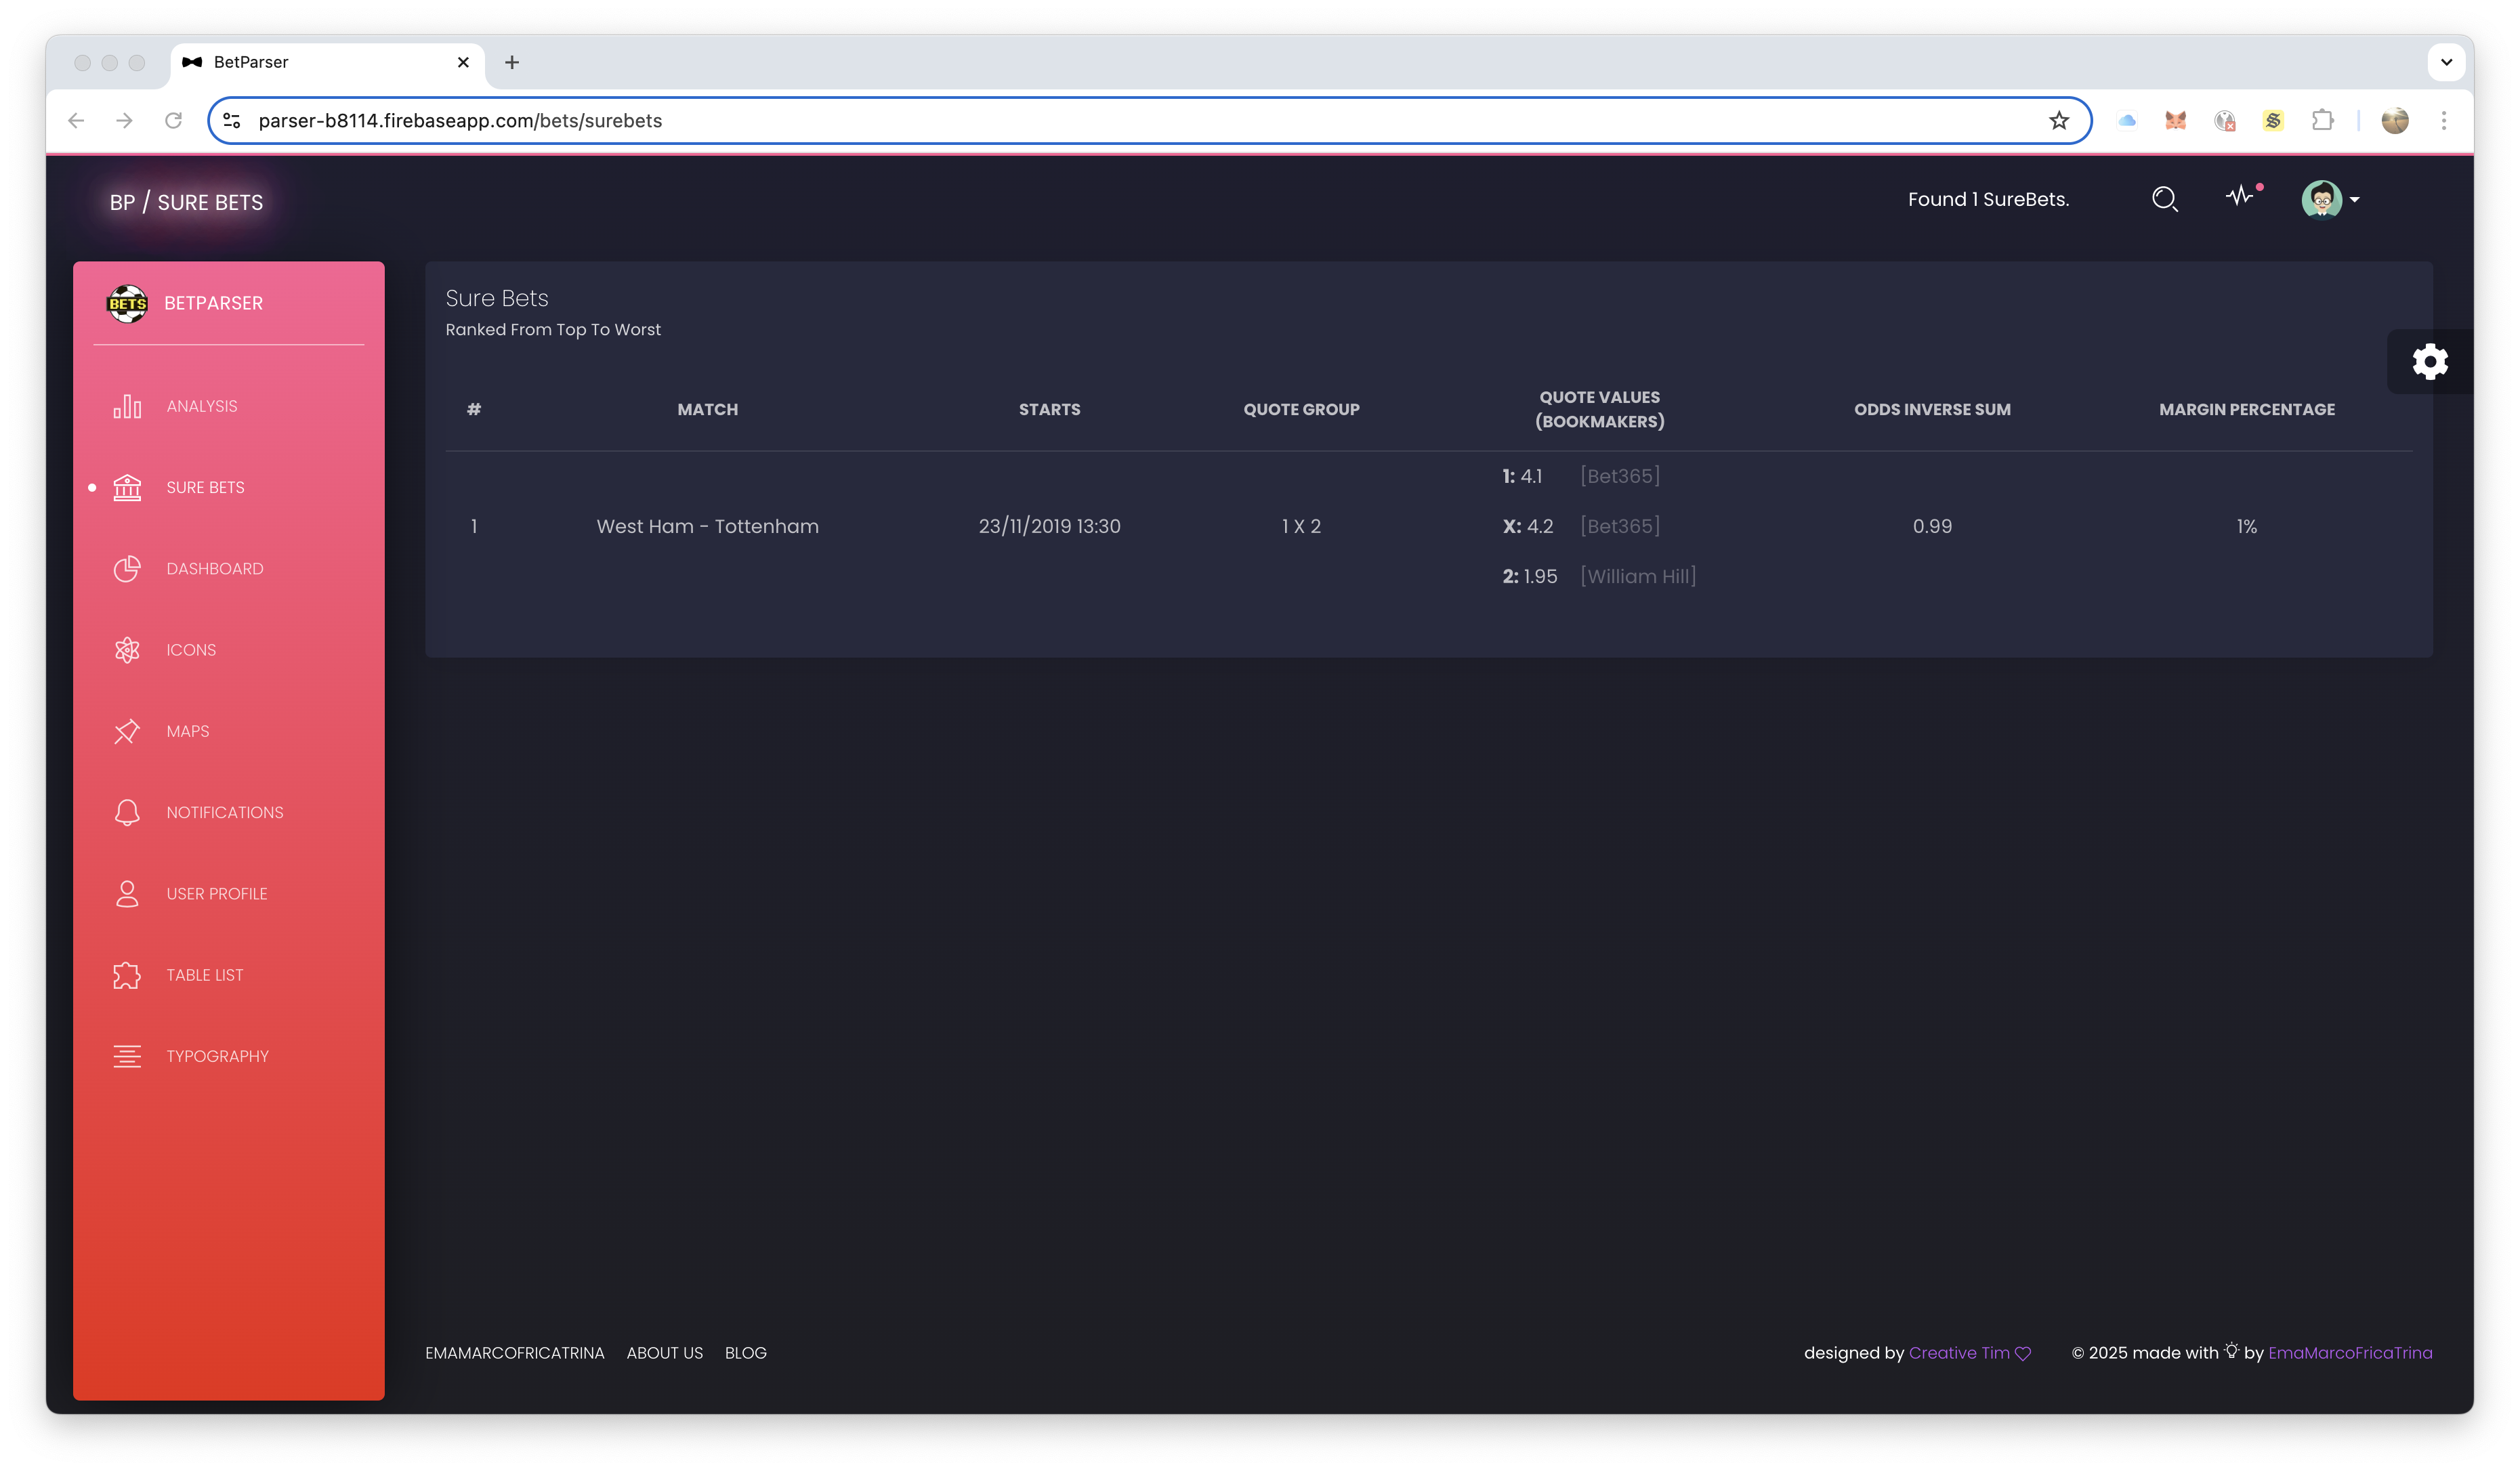 BetParser
parser-b8114.firebaseapp.com/bets/surebets
BP / SURE BETS
Found 1 SureBets.
BETS
BETPARSER
ANALYSIS
SURE BETS
DASHBOARD
ICONS
MAPS
NOTIFICATIONS
USER PROFILE
TABLE LIST
TYPOGRAPHY
Sure Bets
Ranked From Top To Worst
# MATCH STARTS QUOTE GROUP QUOTE VALUES (BOOKMAKERS) ODDS INVERSE SUM MARGIN PERCENTAGE
1: 4.1 [Bet365]
1 West Ham - Tottenham 23/11/2019 13:30 1 X 2 X: 4.2 [Bet365] 0.99 1%
2: 1.95 [William Hill]
EMAMARCOFRICATRINA ABOUT US BLOG
designed by Creative Tim © 2025 made with by EmaMarcoFricaTrina